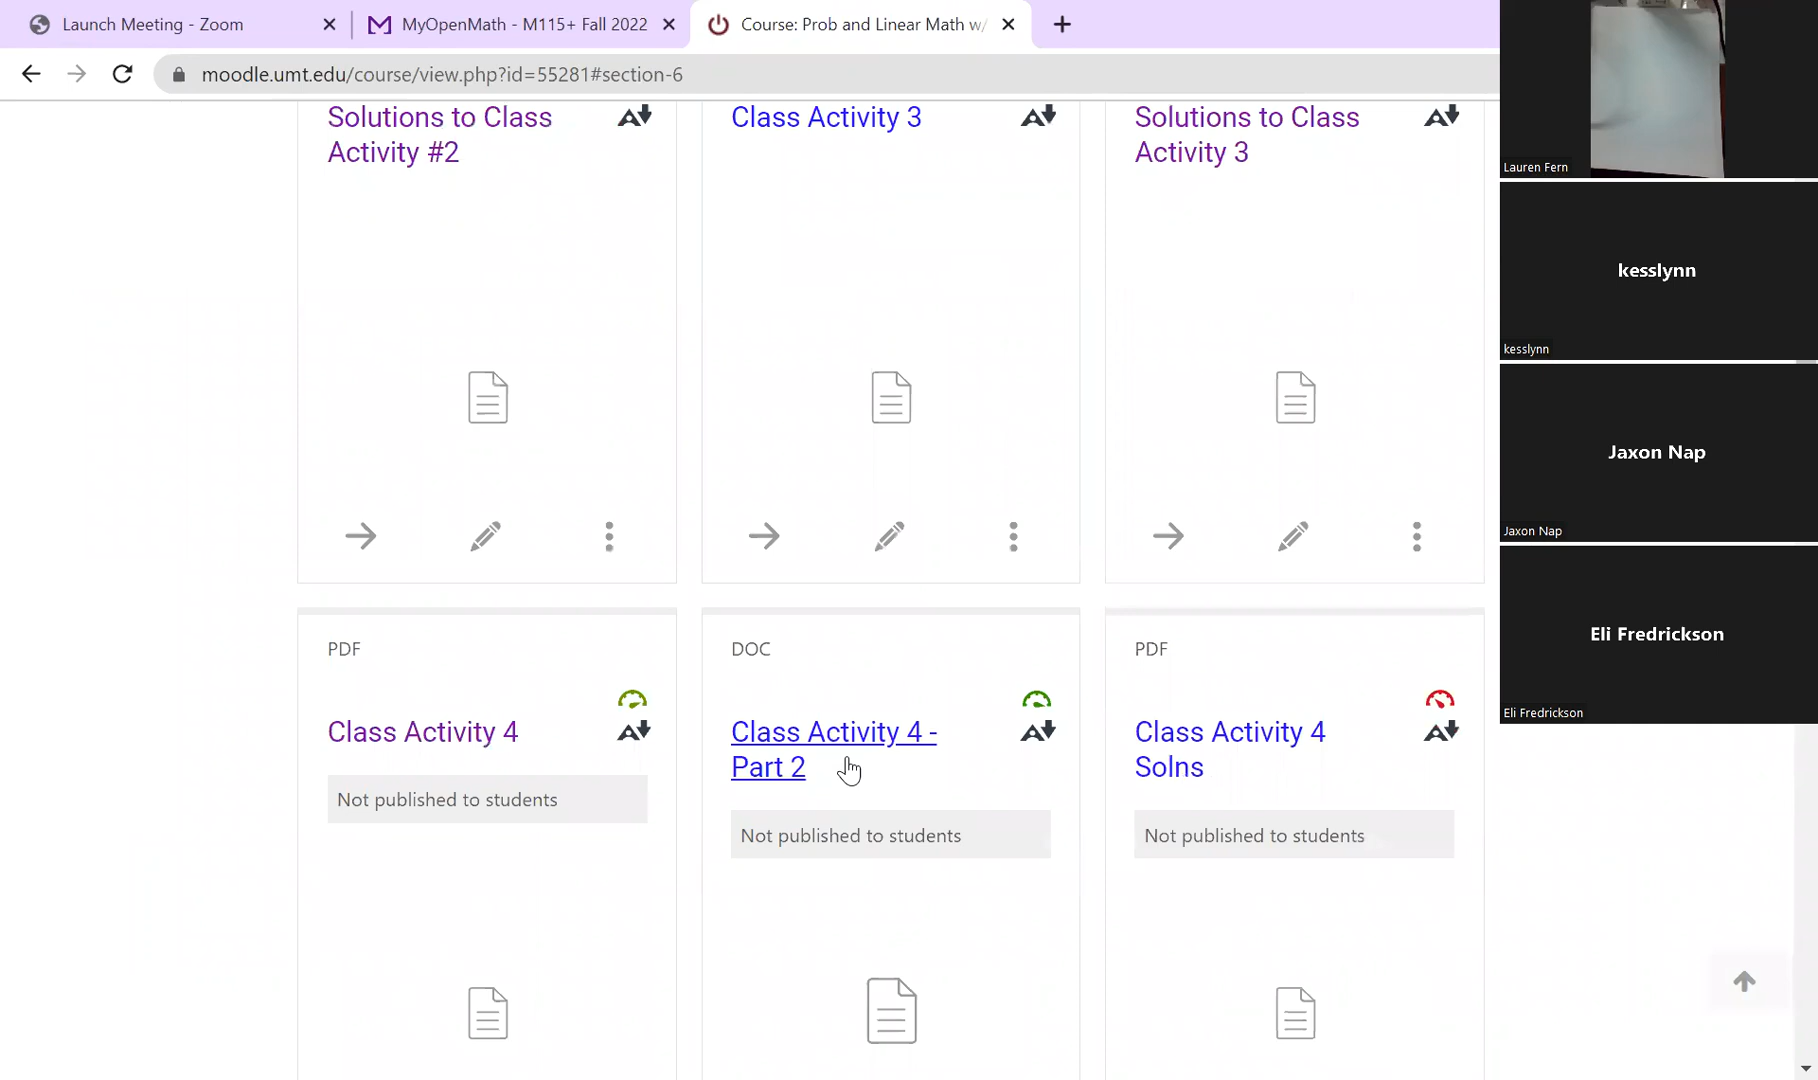 Launch Meeting - Zoom
MyOpenMath - M115+ Fall 2022
Course: Prob and Linear Math w/
moodle.umt.edu/course/view.php?id=55281#section-6
Solutions to Class
Activity #2
Class Activity 3
Solutions to Class
Activity 3
PDF
Class Activity 4
Not published to students
DOC
Class Activity 4 -
Part 2
Not published to students
PDF
Class Activity 4
Solns
Not published to students
Lauren Fern
kesslynn
kesslynn
Jaxon Nap
Jaxon Nap
Eli Fredrickson
Eli Fredrickson